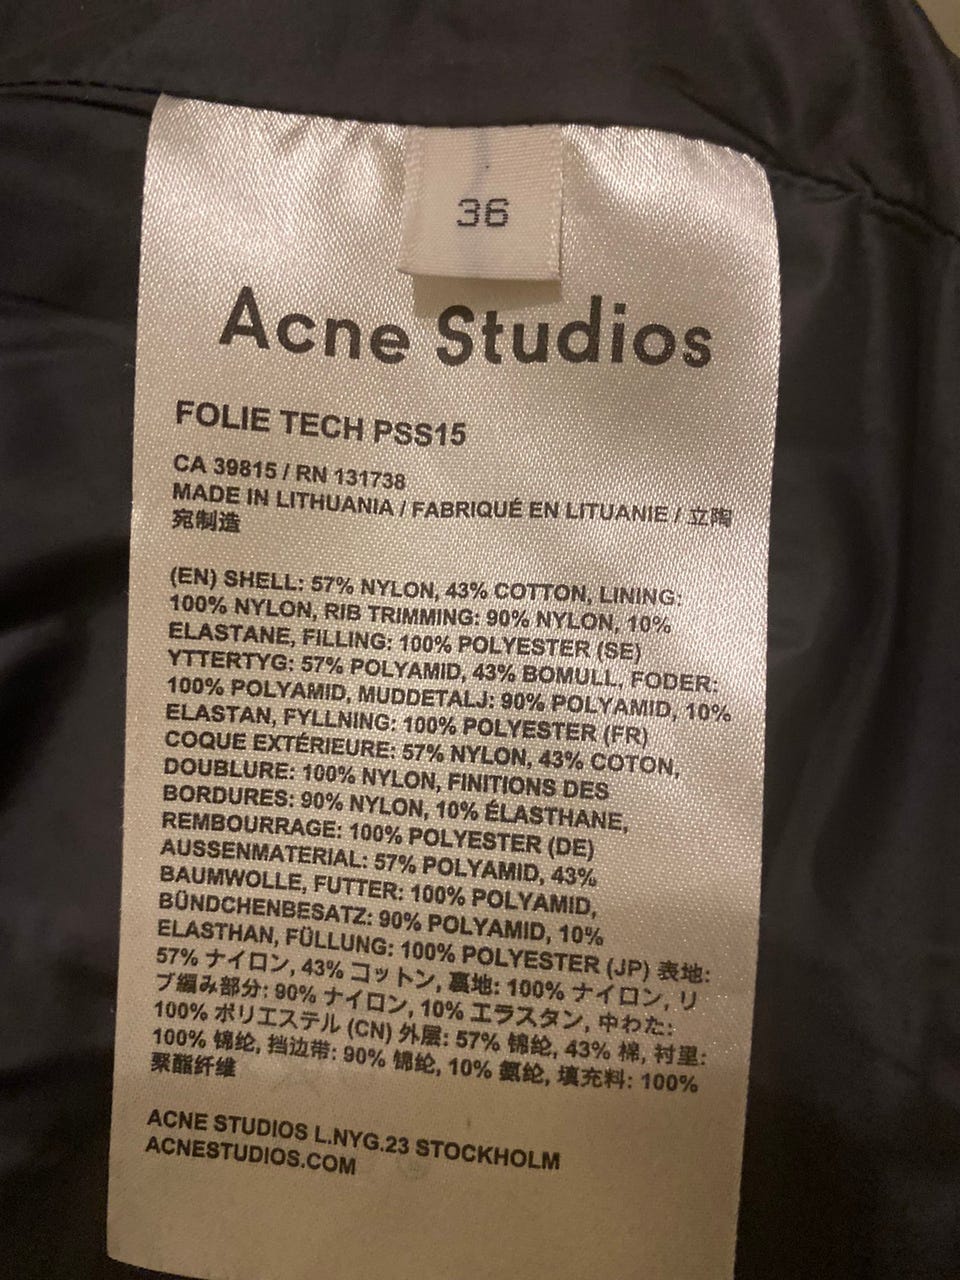 36
Acne Studios
FOLIE TECH PSS15
CA 39815 / RN 131738
MADE IN LITHUANIA / FABRIQUÉ EN LITUANIE / 立陶
宛制造
(EN) SHELL: 57% NYLON, 43% COTTON, LINING:
100% NYLON, RIB TRIMMING: 90% NYLON, 10%
ELASTANE, FILLING: 100% POLYESTER (SE)
YTTERTYG: 57% POLYAMID, 43% BOMULL, FODER:
100% POLYAMID, MUDDETALJ: 90% POLYAMID, 10%
ELASTAN, FYLLNING: 100% POLYESTER (FR)
COQUE EXTÉRIEURE: 57% NYLON, 43% COTON,
DOUBLURE: 100% NYLON, FINITIONS DES
BORDURES: 90% NYLON, 10% ÉLASTHANE,
REMBOURRAGE: 100% POLYESTER (DE)
AUSSENMATERIAL: 57% POLYAMID, 43%
BAUMWOLLE, FUTTER: 100% POLYAMID,
BÜNDCHENBESATZ: 90% POLYAMID, 10%
ELASTHAN, FÜLLUNG: 100% POLYESTER (JP) 表地:
57% ナイロン, 43% コットン, 裏地: 100% ナイロン, リ
ブ編み部分: 90% ナイロン, 10% エラスタン, 中わた:
100% ポリエステル (CN) 外层: 57% 锦纶, 43% 棉, 衬里:
100% 锦纶, 挡边带: 90% 锦纶, 10% 氨纶, 填充料: 100%
聚酯纤维
ACNE STUDIOS L.NYG.23 STOCKHOLM
ACNESTUDIOS.COM